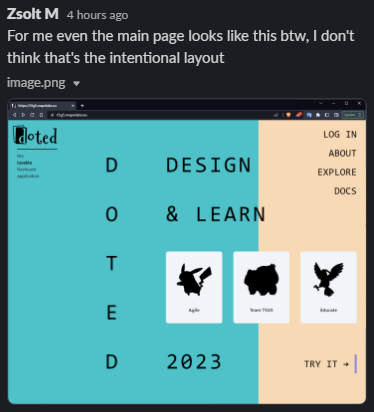 Zsolt M 4 hours ago
For me even the main page looks like this btw, I don't
think that's the intentional layout
image.png
Doted
the
lovable
flashcard
application
LOG IN
ABOUT
EXPLORE
DOCS
D DESIGN
O & LEARN
T
E
D 2023
Agile
Team TSGS
Educate
TRY IT →